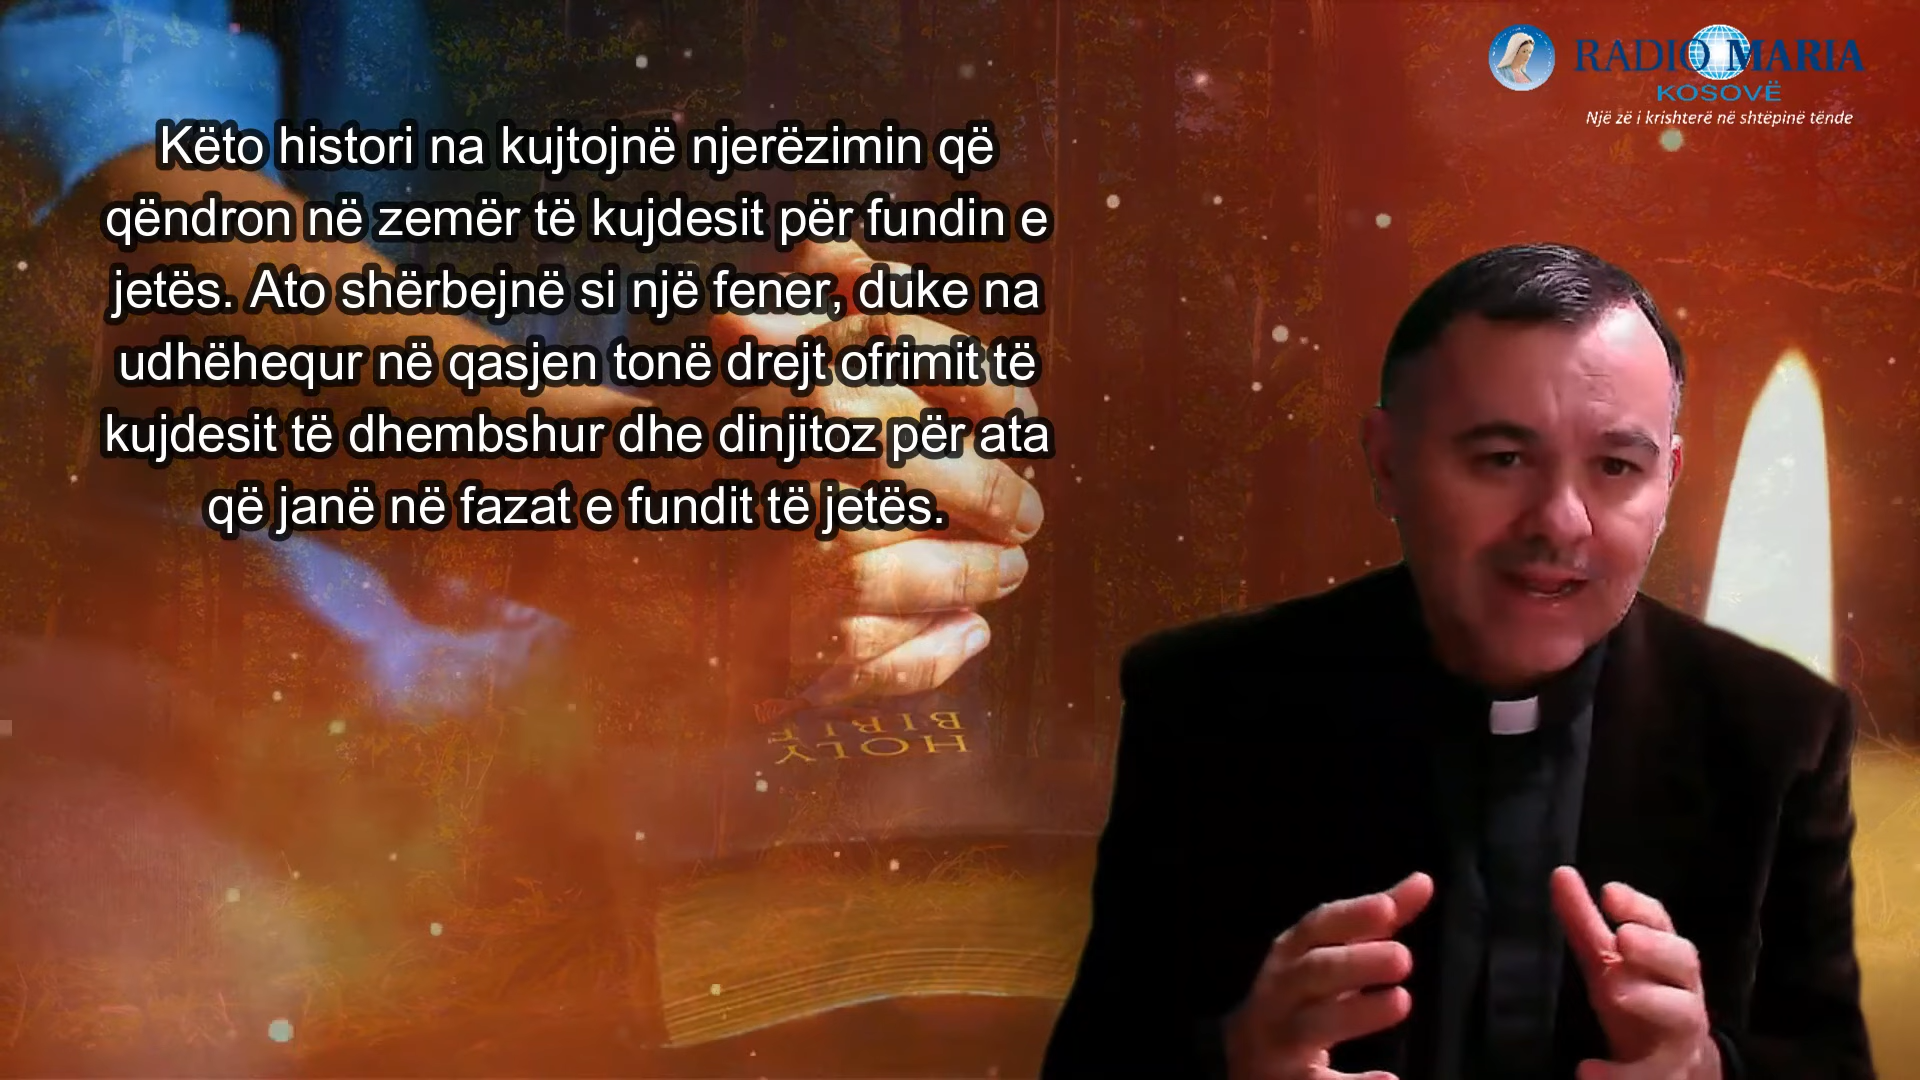 RADIO MARIA
KOSOVË
Një zë i krishterë në shtëpinë tënde
Këto histori na kujtojnë njerëzimin që
qëndron në zemër të kujdesit për fundin e
jetës. Ato shërbejnë si një fener, duke na
udhëhequr në qasjen tonë drejt ofrimit të
kujdesit të dhembshur dhe dinjitoz për ata
që janë në fazat e fundit të jetës.
HOLY
BIBLE